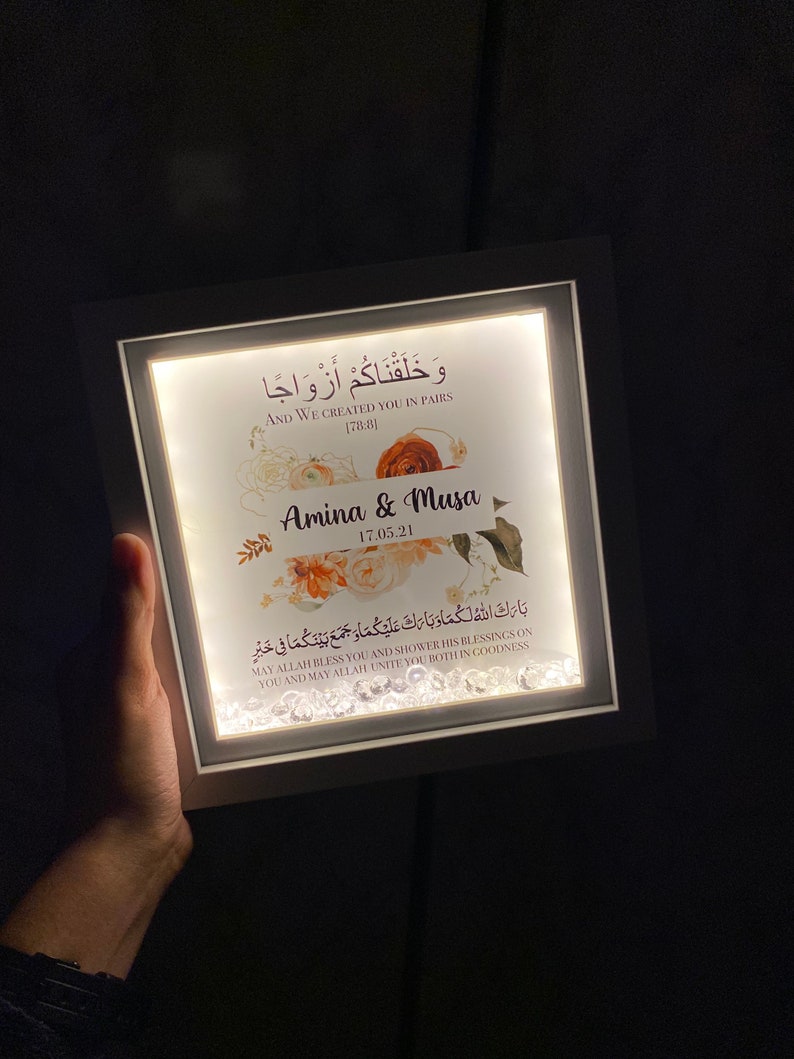 وَخَلَقْنَاكُمْ أَزْوَاجًا
AND WE CREATED YOU IN PAIRS
[78:8]
Amina & Musa
17.05.21
بَارَكَ اللهُ لَكُمَا وَبَارَكَ عَلَيْكُمَا وَجَمَعَ بَيْنَكُمَا فِي خَيْرٍ
MAY ALLAH BLESS YOU AND SHOWER HIS BLESSINGS ON
YOU AND MAY ALLAH UNITE YOU BOTH IN GOODNESS